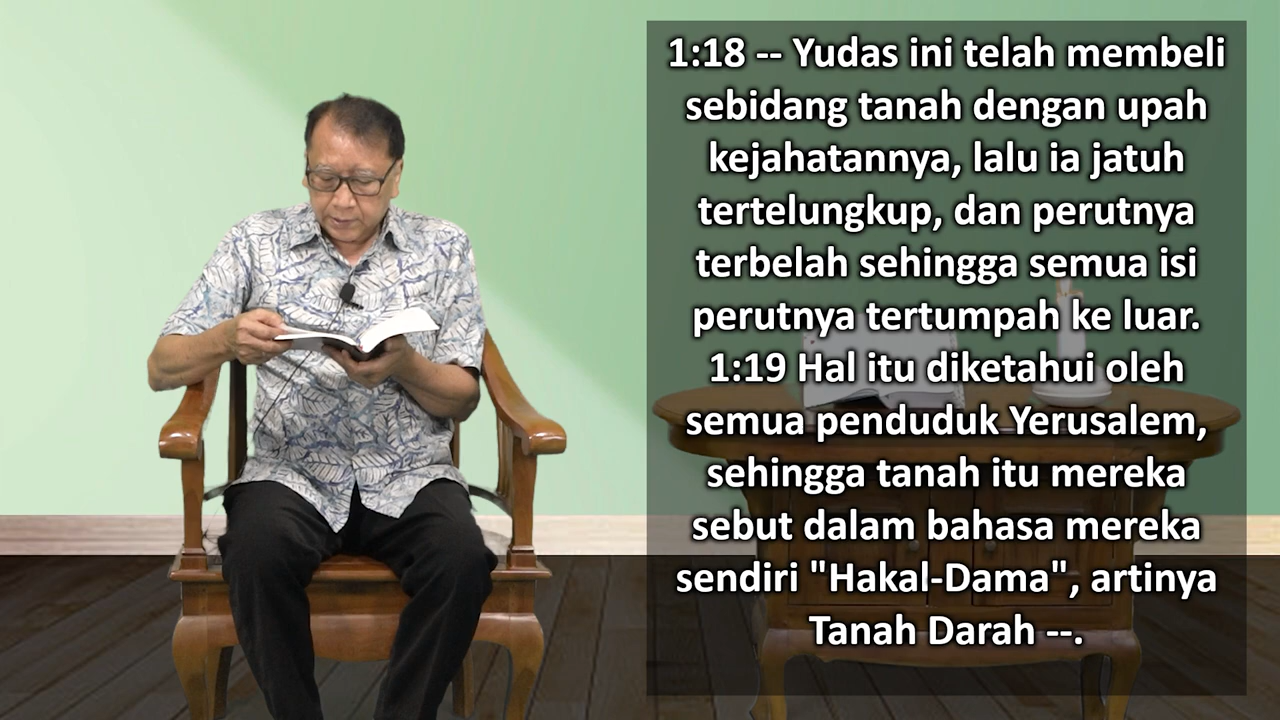 1:18 -- Yudas ini telah membeli
sebidang tanah dengan upah
kejahatannya, lalu ia jatuh
tertelungkup, dan perutnya
terbelah sehingga semua isi
perutnya tertumpah ke luar.
1:19 Hal itu diketahui oleh
semua penduduk Yerusalem,
sehingga tanah itu mereka
sebut dalam bahasa mereka
sendiri "Hakal-Dama", artinya
Tanah Darah --.